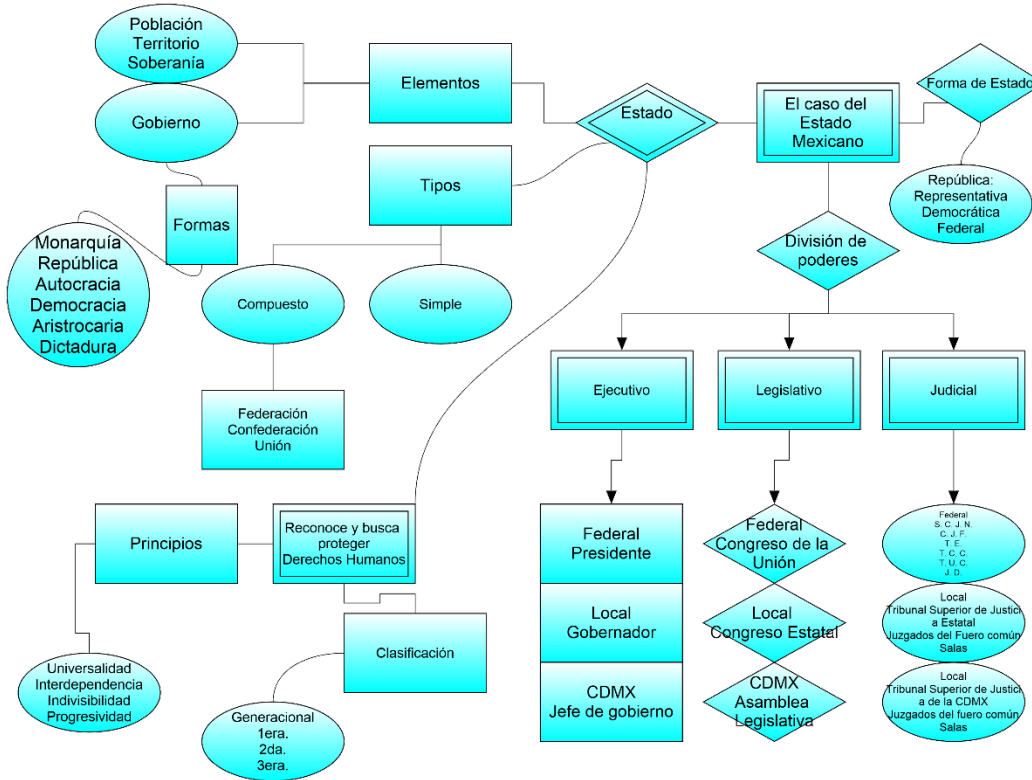 Población
Territorio
Soberanía
Gobierno
Elementos
Estado
El caso del
Estado
Mexicano
Forma de Estado
República:
Representativa
Democrática
Federal
Tipos
Formas
Monarquía
República
Autocracia
Democracia
Aristrocaria
Dictadura
Compuesto
Simple
Federación
Confederación
Unión
División de
poderes
Ejecutivo
Legislativo
Judicial
Federal
Presidente
Local
Gobernador
CDMX
Jefe de gobierno
Federal
Congreso de la
Unión
Local
Congreso Estatal
CDMX
Asamblea
Legislativa
Federal
S. C. J. N.
C. J. F.
T. E.
T. C. C.
T. U. C.
J. D.
Local
Tribunal Superior de Justici
a Estatal
Juzgados del Fuero común
Salas
Local
Tribunal Superior de Justici
a de la CDMX
Juzgados del fuero común
Salas
Principios
Reconoce y busca
proteger
Derechos Humanos
Clasificación
Universalidad
Interdependencia
Indivisibilidad
Progresividad
Generacional
1era.
2da.
3era.